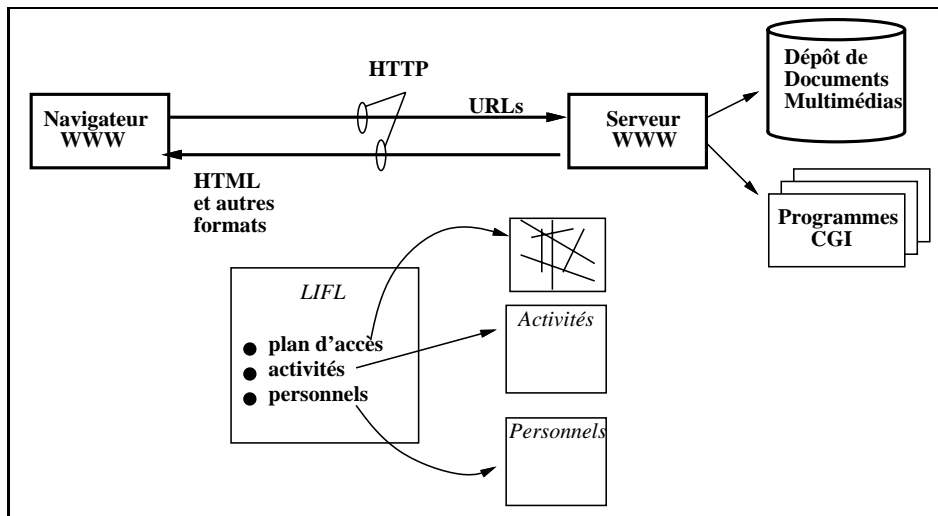 HTTP
Navigateur
WWW
URLs
Serveur
WWW
Dépôt de
Documents
Multimédias
HTML
et autres
formats
Programmes
CGI
LIFL
plan d'accès
activités
personnels
Activités
Personnels